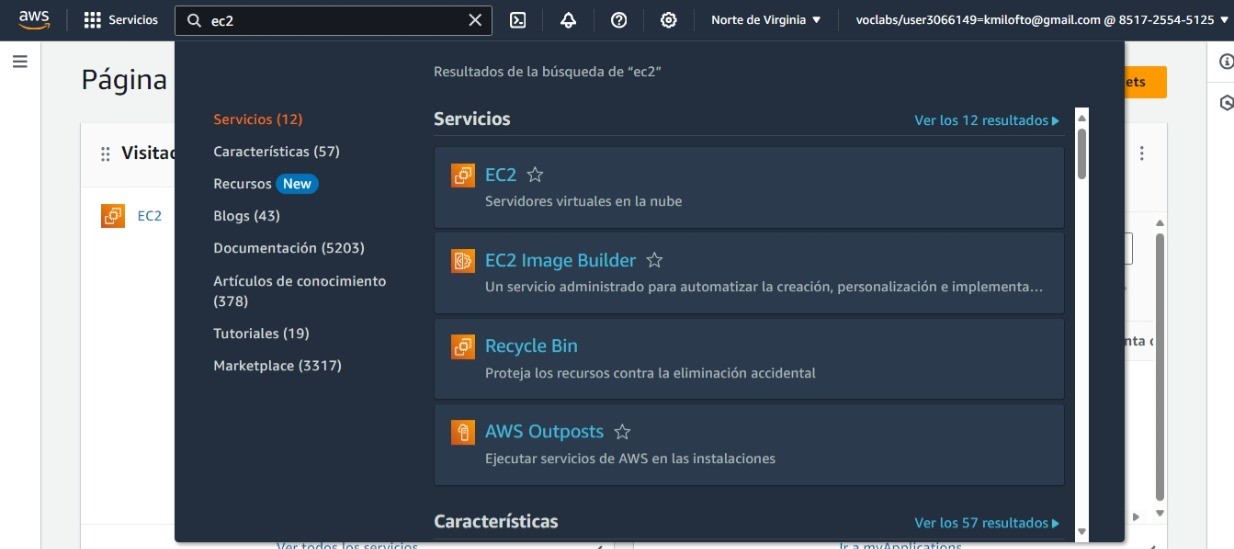 aws
Servicios
ec2
Norte de Virginia
voclabs/user3066149=kmilofto@gmail.com @ 8517-2554-5125
Página
Resultados de la búsqueda de "ec2"
ets
Servicios (12)
Servicios
Ver los 12 resultados
Características (57)
Recursos New
Blogs (43)
Documentación (5203)
Artículos de conocimiento
(378)
Tutoriales (19)
Marketplace (3317)
EC2
EC2
Servidores virtuales en la nube
EC2 Image Builder
Un servicio administrado para automatizar la creación, personalización e implementa...
Recycle Bin
Proteja los recursos contra la eliminación accidental
AWS Outposts
Ejecutar servicios de AWS en las instalaciones
Características
Ver los 57 resultados
Ver todos los servicios
Ir a myApplications